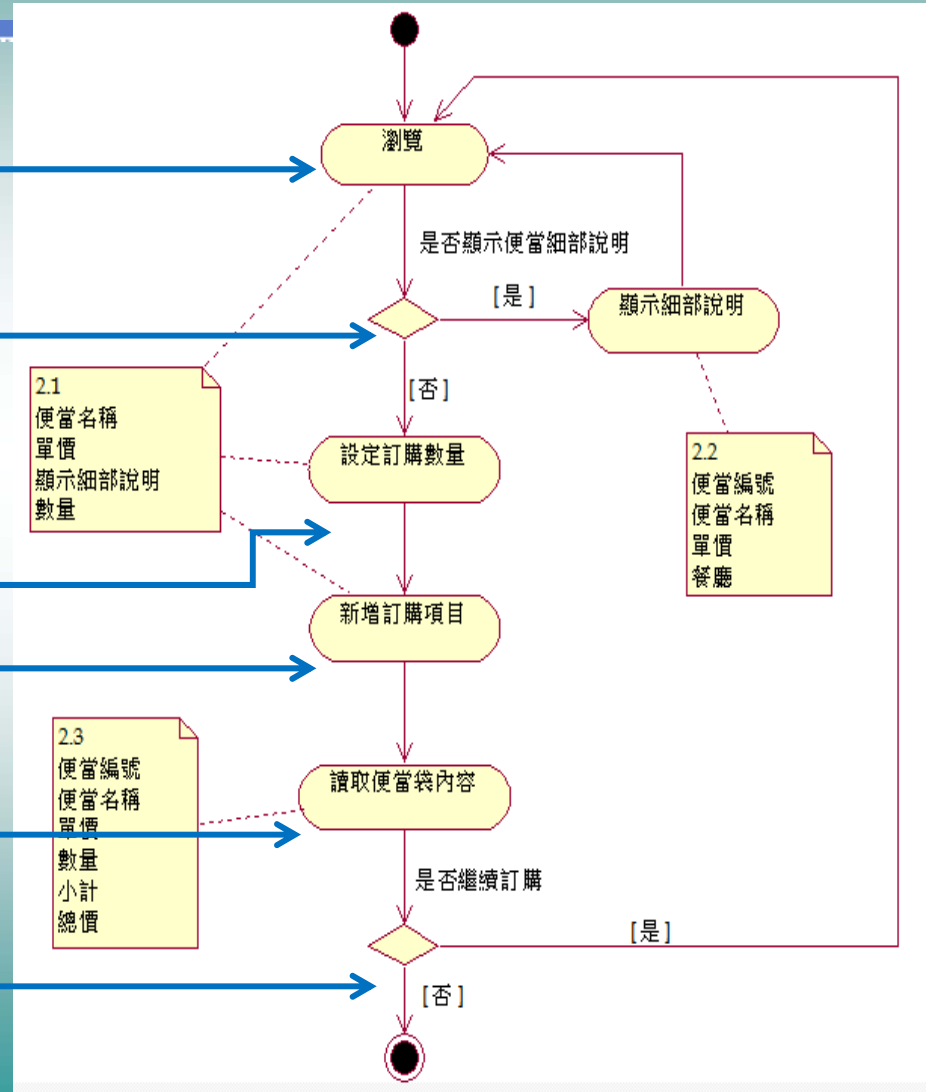 瀏覽
是否顯示便當細部說明
[是]
顯示細部說明
2.1
便當名稱
單價
顯示細部說明
數量
[否]
設定訂購數量
2.2
便當編號
便當名稱
單價
餐廳
新增訂購項目
2.3
便當編號
便當名稱
單價
數量
小計
總價
讀取便當袋內容
是否繼續訂購
[是]
[否]